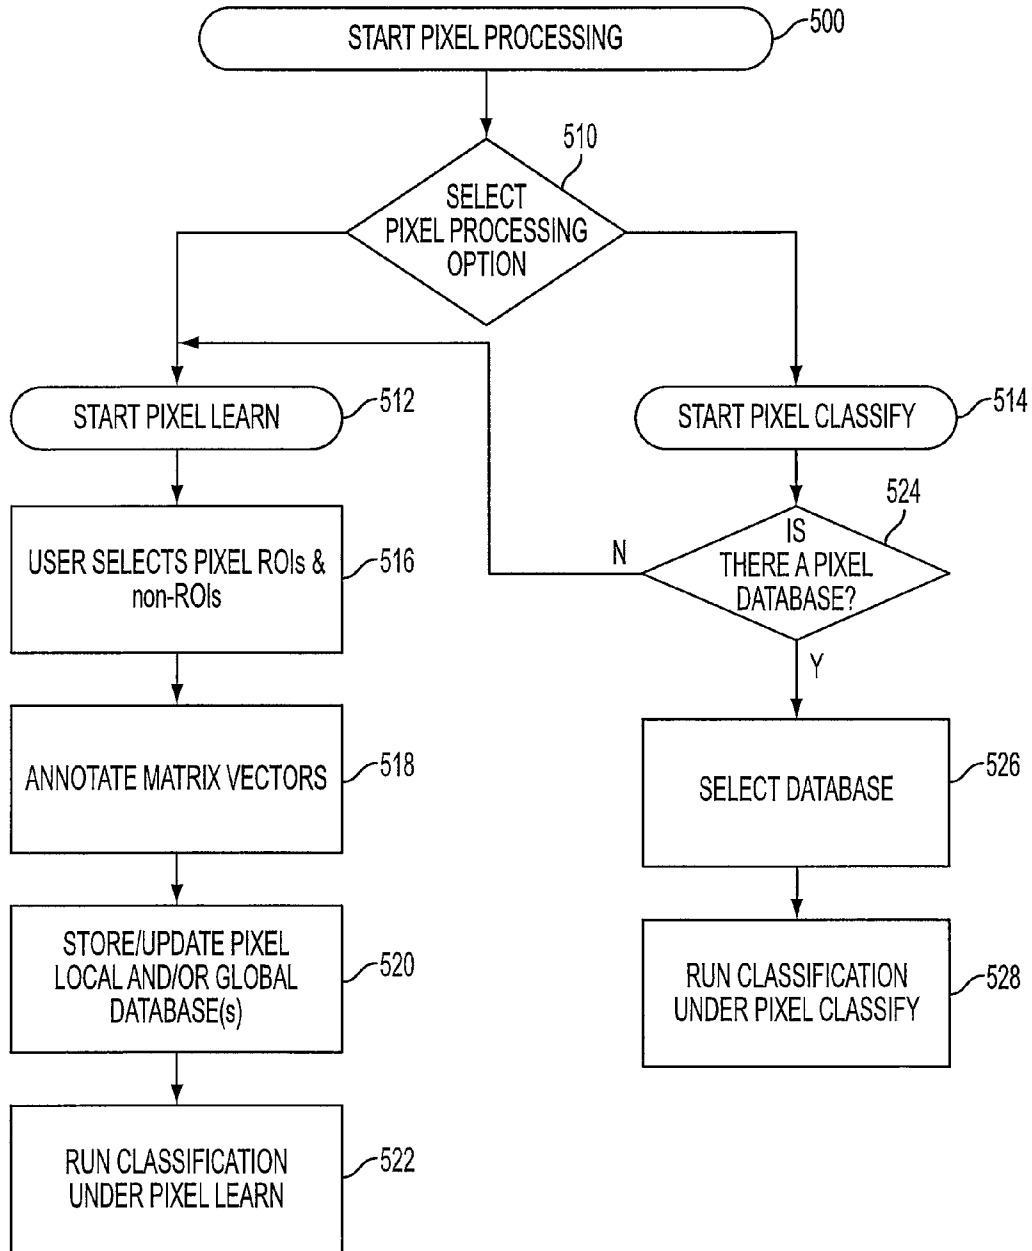 START PIXEL PROCESSING
500
510
SELECT
PIXEL PROCESSING
OPTION
START PIXEL LEARN
512
START PIXEL CLASSIFY
514
USER SELECTS PIXEL ROIs &
non-ROIs
516
524
IS
THERE A PIXEL
DATABASE?
N
Y
ANNOTATE MATRIX VECTORS
518
SELECT DATABASE
526
STORE/UPDATE PIXEL
LOCAL AND/OR GLOBAL
DATABASE(s)
520
RUN CLASSIFICATION
UNDER PIXEL CLASSIFY
528
RUN CLASSIFICATION
UNDER PIXEL LEARN
522